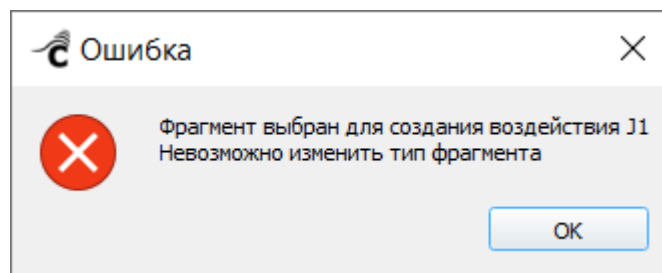 Ошибка
Фрагмент выбран для создания воздействия J1
Невозможно изменить тип фрагмента
OK